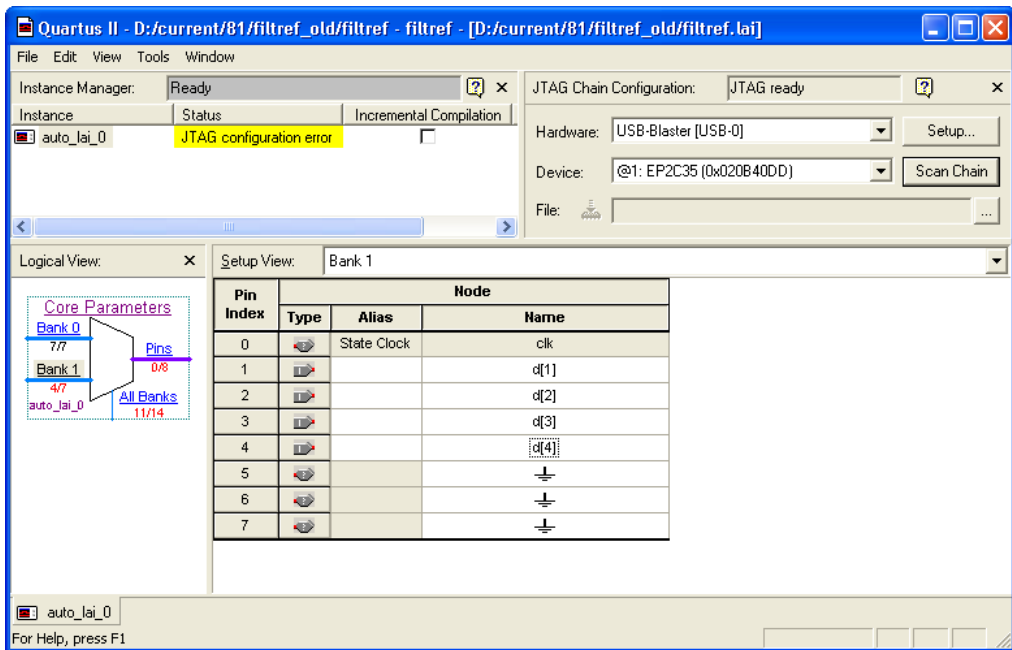 Quartus II - D:/current/81/filtref_old/filtref - filtref - [D:/current/81/filtref_old/filtref.lai]
File Edit View Tools Window
Instance Manager: Ready
Instance Status Incremental Compilation
auto_lai_0 JTAG configuration error
JTAG Chain Configuration: JTAG ready
Hardware: USB-Blaster [USB-0] Setup...
Device: @1: EP2C35 (0x020B40DD) Scan Chain
File: ...
Logical View:
Core Parameters
Bank 0
7/7
Pins
0/8
Bank 1
4/7
All Banks
11/14
auto_lai_0
Setup View: Bank 1
Pin Index Node
Type Alias Name
0 State Clock clk
1 d[1]
2 d[2]
3 d[3]
4 d[4]
5
6
7
auto_lai_0
For Help, press F1